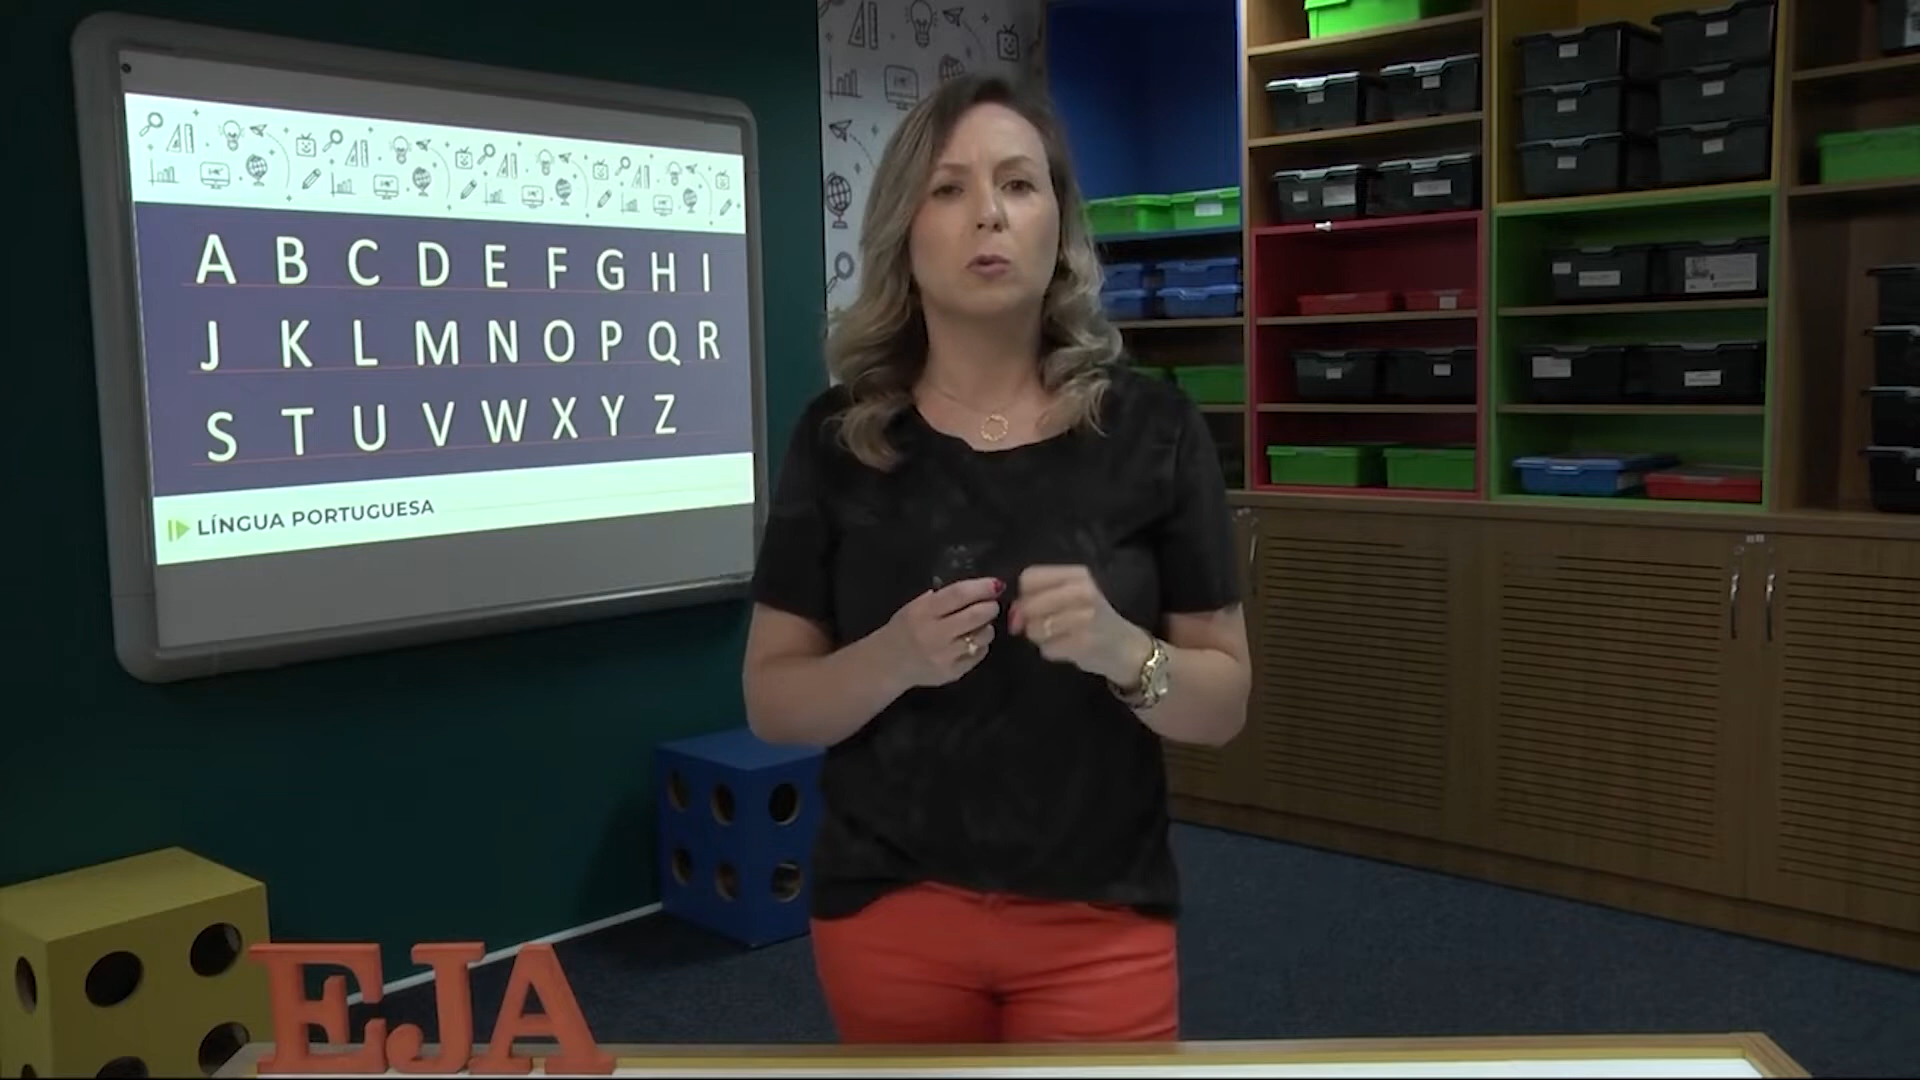 A B C D E F G H I
J K L M N O P Q R
S T U V W X Y Z
LÍNGUA PORTUGUESA
EJA